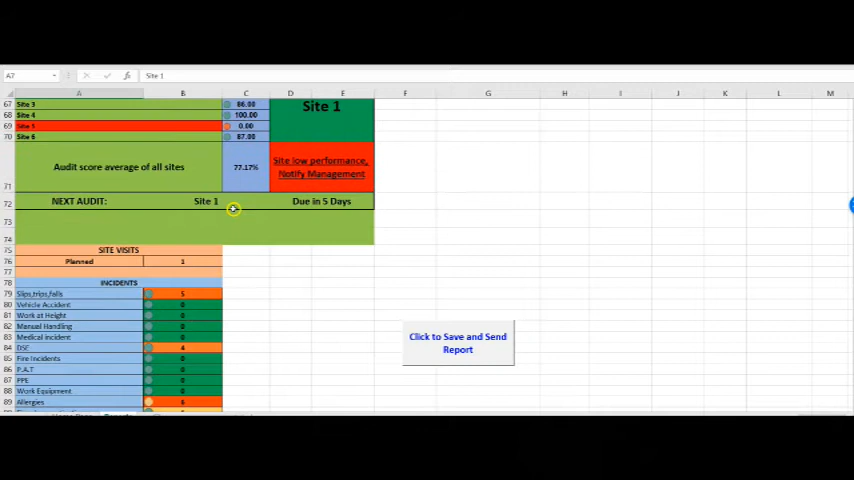 A7 fx Site 1
A B C D E F G H I J K L M
67 Site 3 86.00 Site 1
68 Site 4 100.00
69 Site 5 0.00
70 Site 6 87.00
71 Audit score average of all sites 77.17% Site low performance,
Notify Management
72 NEXT AUDIT: Site 1 Due in 5 Days
73
74
75 SITE VISITS
76 Planned 1
77
78 INCIDENTS
79 Slips,trips,falls 5
80 Vehicle Accident 0
81 Work at Height 0
82 Manual Handling 0
83 Medical incident 0
84 DSE 4
85 Fire Incidents 0
86 P.A.T 0
87 PPE 0
88 Work Equipment 0
89 Allergies 6
Click to Save and Send
Report